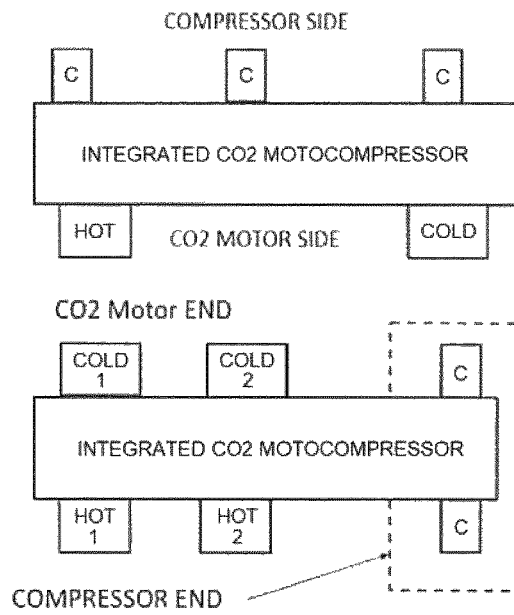 COMPRESSOR SIDE
C C C
INTEGRATED CO2 MOTOCOMPRESSOR
HOT CO2 MOTOR SIDE COLD
CO2 Motor END
COLD 1 COLD 2 C
INTEGRATED CO2 MOTOCOMPRESSOR
HOT 1 HOT 2 C
COMPRESSOR END